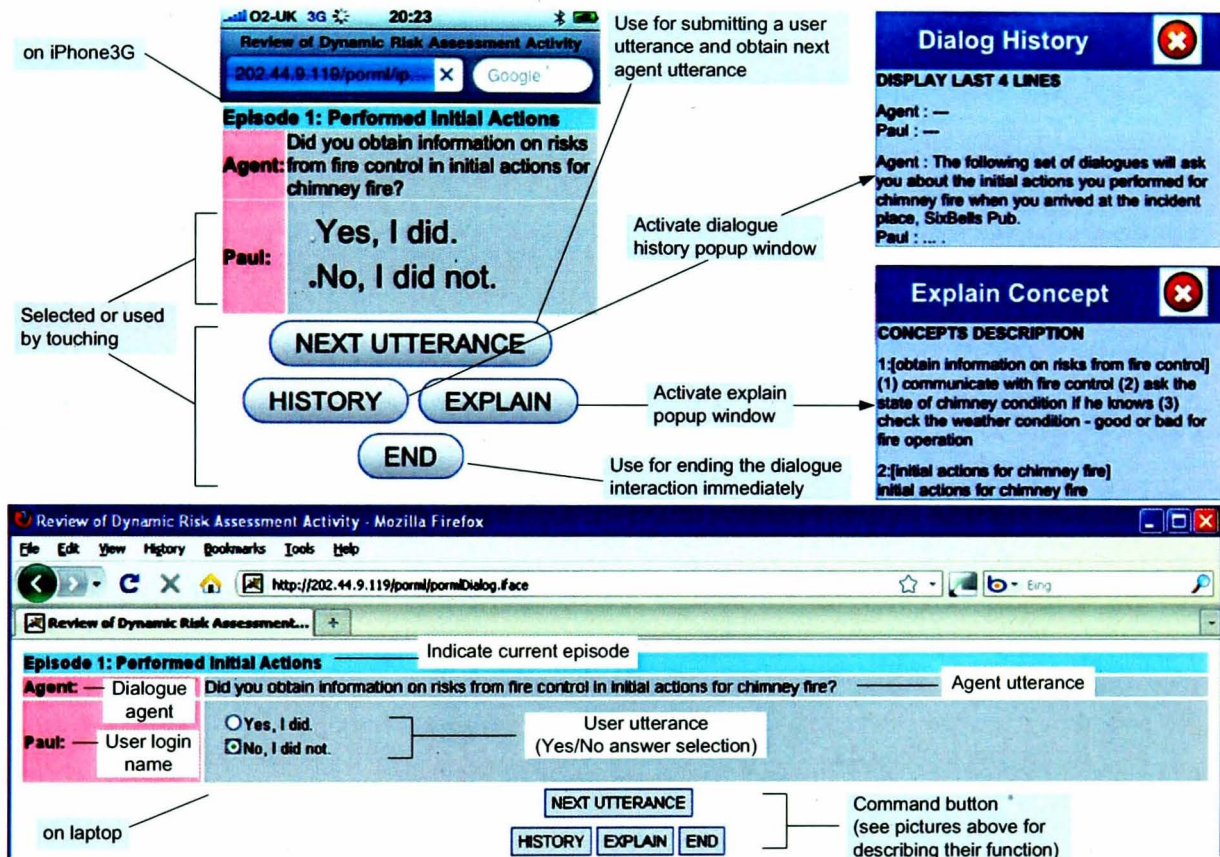 O2-UK 3G 20:23
Review of Dynamic Risk Assessment Activity
202.44.9.119/porml/ip... Google
Episode 1: Performed Initial Actions
Agent: Did you obtain information on risks
from fire control in initial actions for
chimney fire?
Paul:
Yes, I did.
.No, I did not.
NEXT UTTERANCE
HISTORY EXPLAIN
END
on iPhone3G
Selected or used
by touching
Use for submitting a user
utterance and obtain next
agent utterance
Activate dialogue
history popup window
Activate explain
popup window
Use for ending the dialogue
interaction immediately
Dialog History
DISPLAY LAST 4 LINES
Agent : ---
Paul : ---
Agent : The following set of dialogues will ask
you about the initial actions you performed for
chimney fire when you arrived at the incident
place, SixBells Pub.
Paul : ... .
Explain Concept
CONCEPTS DESCRIPTION
1:[obtain information on risks from fire control]
(1) communicate with fire control (2) ask the
state of chimney condition if he knows (3)
check the weather condition - good or bad for
fire operation
2:[initial actions for chimney fire]
initial actions for chimney fire
Review of Dynamic Risk Assessment Activity - Mozilla Firefox
File Edit View History Bookmarks Tools Help
http://202.44.9.119/porml/pormlDialog.iface
Bing
Review of Dynamic Risk Assessment... +
Episode 1: Performed Initial Actions
Indicate current episode
Agent:
Dialogue
agent
Did you obtain information on risks from fire control in initial actions for chimney fire?
Agent utterance
Paul:
User login
name
Yes, I did.
No, I did not.
User utterance
(Yes/No answer selection)
on laptop
NEXT UTTERANCE
HISTORY EXPLAIN END
Command button
(see pictures above for
describing their function)